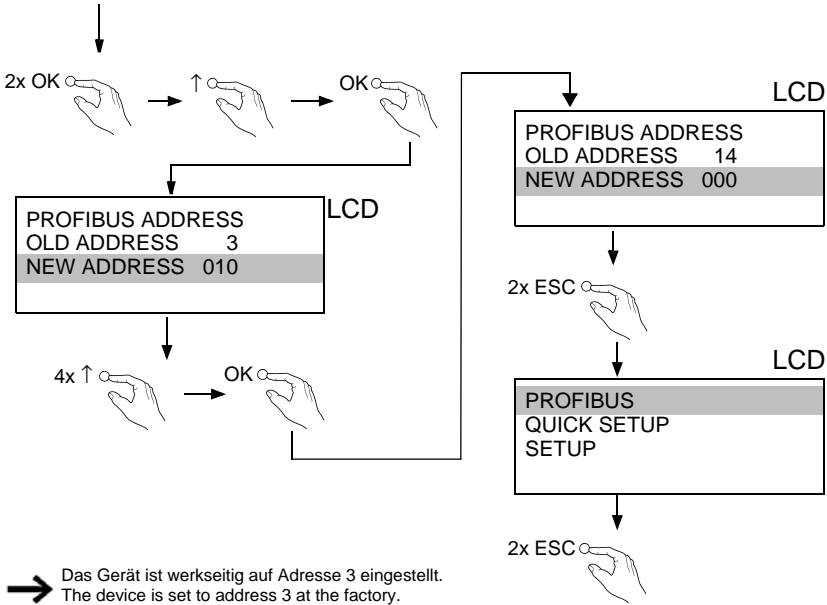 2x OK
↑
OK
LCD
PROFIBUS ADDRESS
OLD ADDRESS 3
NEW ADDRESS 010
4x ↑
OK
LCD
PROFIBUS ADDRESS
OLD ADDRESS 14
NEW ADDRESS 000
2x ESC
LCD
PROFIBUS
QUICK SETUP
SETUP
2x ESC
Das Gerät ist werkseitig auf Adresse 3 eingestellt.
The device is set to address 3 at the factory.